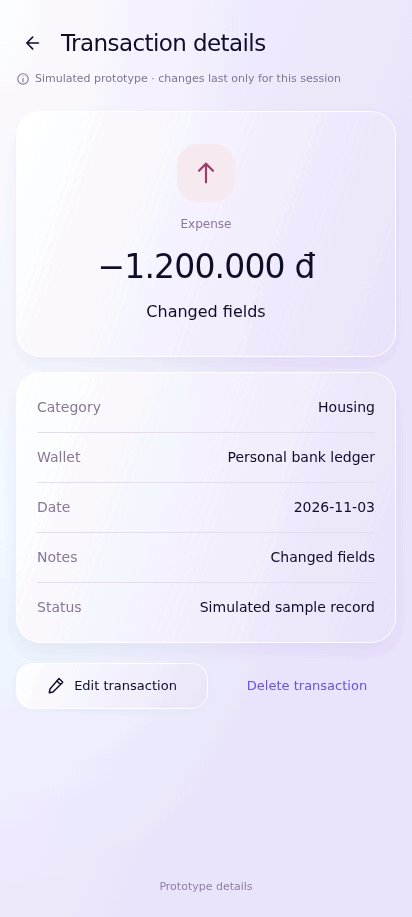 Transaction details
Simulated prototype · changes last only for this session
Expense
−1.200.000 đ
Changed fields
Category Housing
Wallet Personal bank ledger
Date 2026-11-03
Notes Changed fields
Status Simulated sample record
Edit transaction Delete transaction
Prototype details